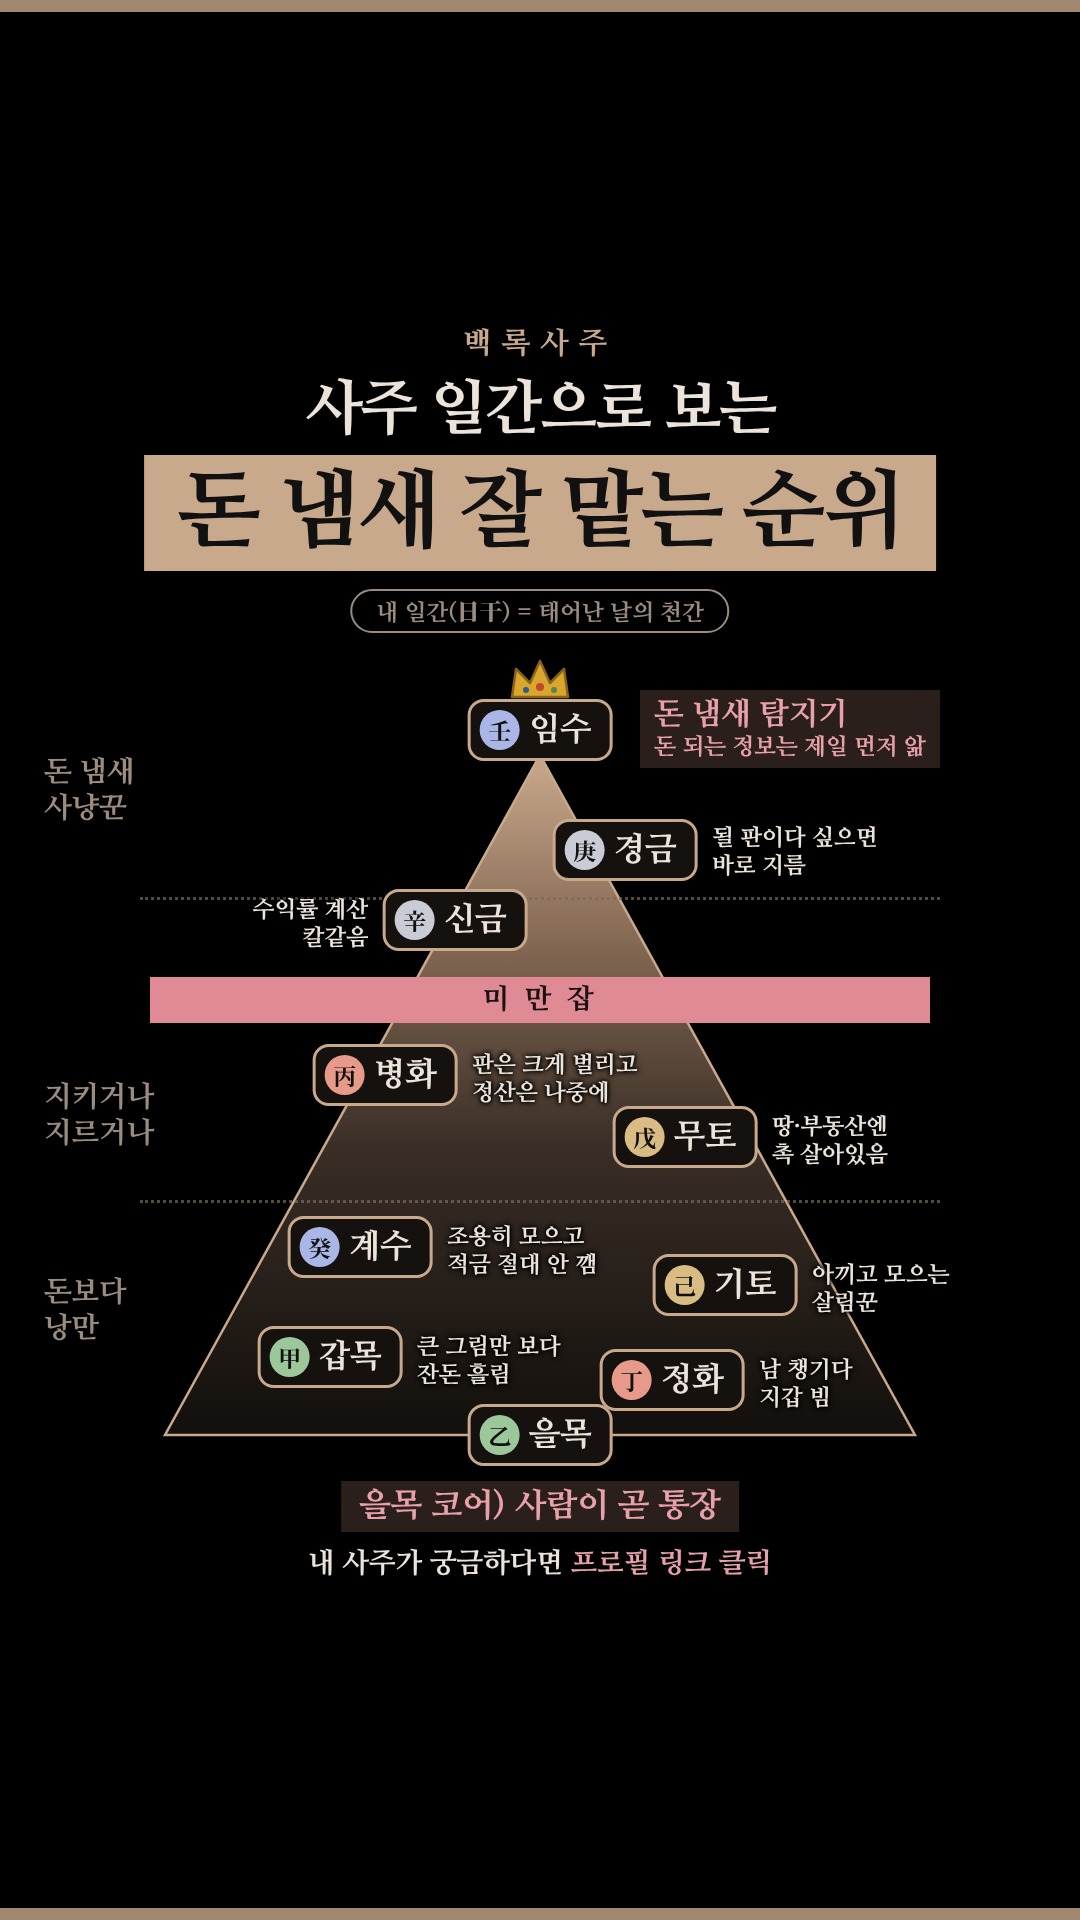 백록사주
사주 일간으로 보는
돈 냄새 잘 맡는 순위
내 일간(日干) = 태어난 날의 천간
壬 임수
돈 냄새 탐지기
돈 되는 정보는 제일 먼저 앎
돈 냄새
사냥꾼
庚 경금
될 판이다 싶으면
바로 지름
수익률 계산
칼같음
辛 신금
미만잡
丙 병화
판은 크게 벌리고
정산은 나중에
지키거나
지르거나
戊 무토
땅·부동산엔
촉 살아있음
癸 계수
조용히 모으고
적금 절대 안 깸
己 기토
아끼고 모으는
살림꾼
돈보다
낭만
甲 갑목
큰 그림만 보다
잔돈 흘림
丁 정화
남 챙기다
지갑 빔
乙 을목
을목 코어) 사람이 곧 통장
내 사주가 궁금하다면 프로필 링크 클릭